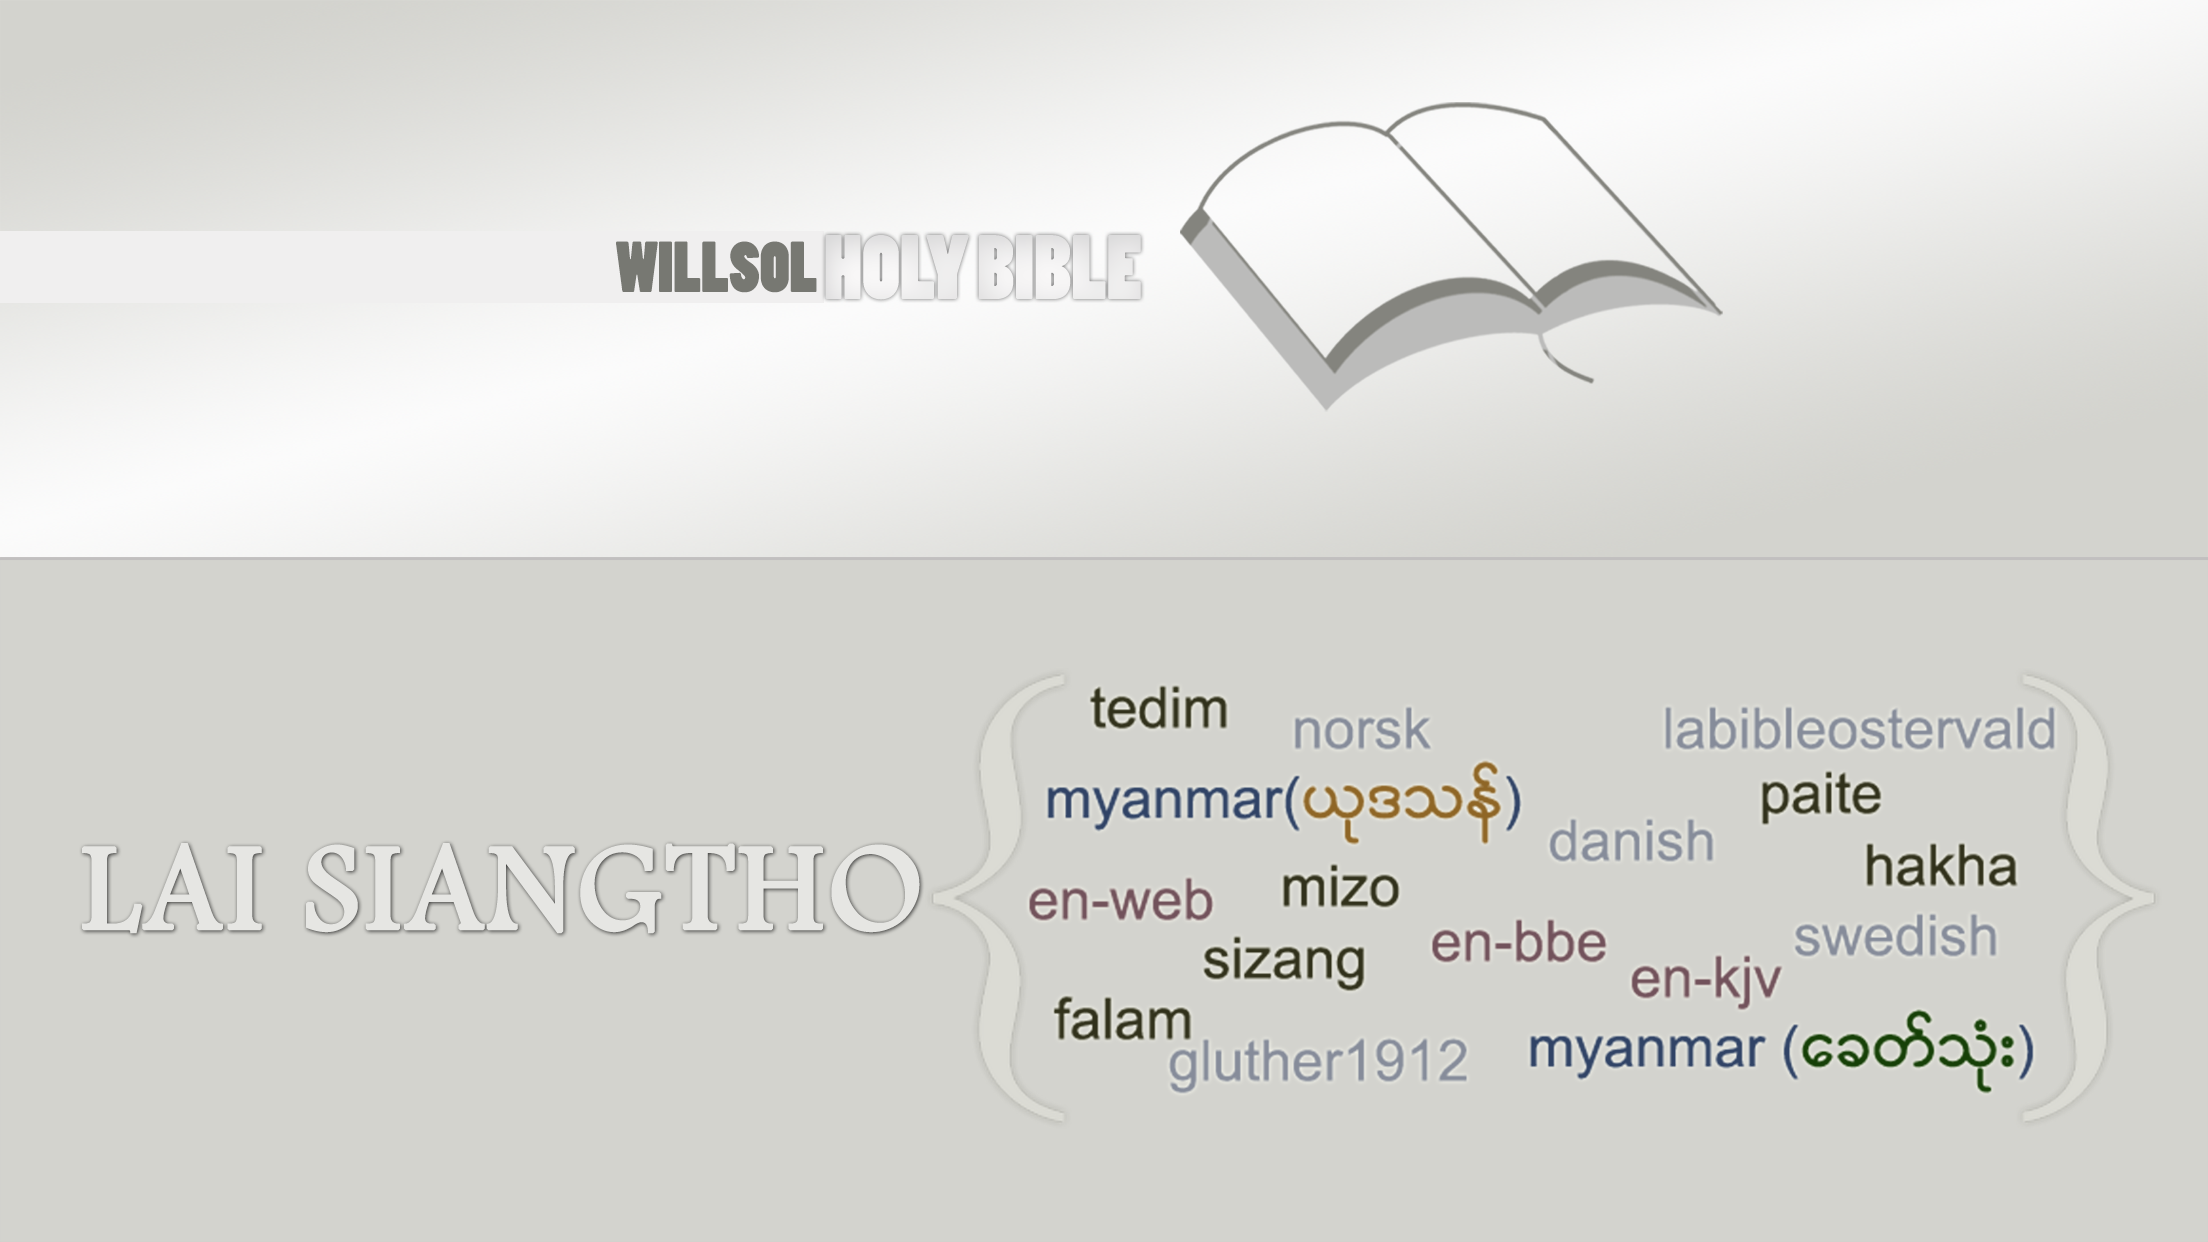 WILLSOL HOLY BIBLE
LAI SIANGTHO
tedim
norsk
labibleostervald
myanmar(ယုဒသန်)
paite
danish
hakha
en-web
mizo
en-bbe
swedish
sizang
en-kjv
falam
gluther1912
myanmar (ခေတ်သုံး)